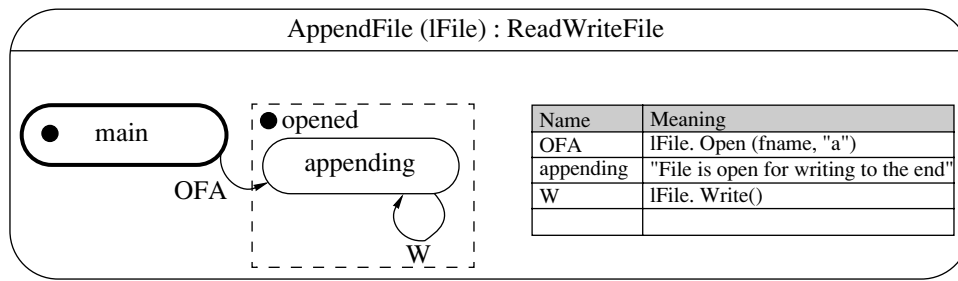 AppendFile (lFile) : ReadWriteFile
main
opened
appending
OFA
W
Name Meaning
OFA lFile. Open (fname, "a")
appending "File is open for writing to the end"
W lFile. Write()